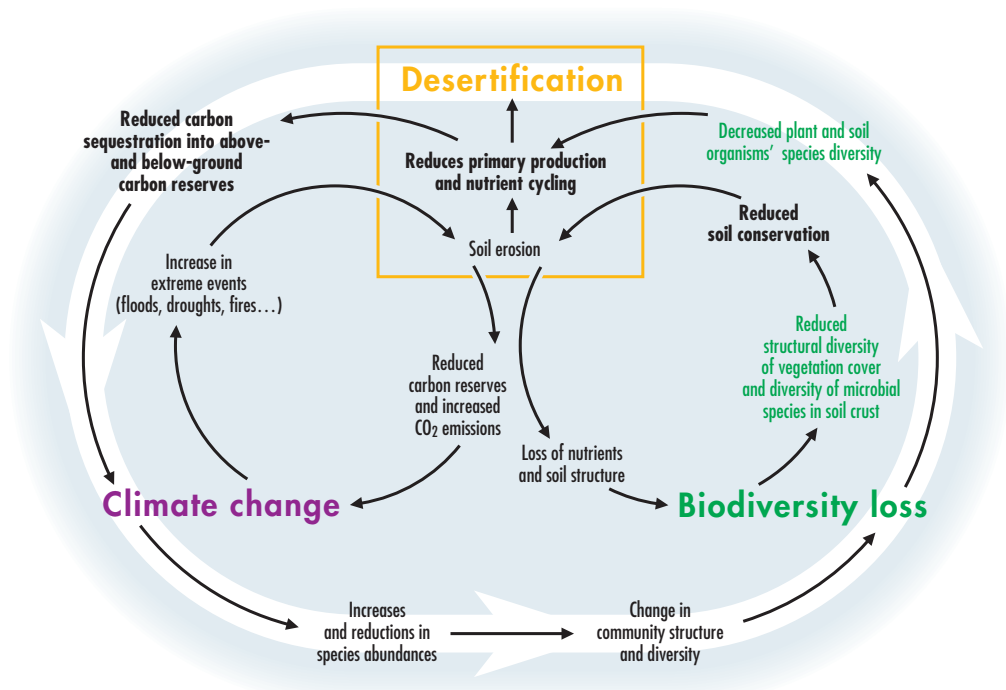 Desertification
Reduced carbon
sequestration into above-
and below-ground
carbon reserves
Reduces primary production
and nutrient cycling
Decreased plant and soil
organisms’ species diversity
Reduced
soil conservation
Soil erosion
Increase in
extreme events
(floods, droughts, fires…)
Reduced
structural diversity
of vegetation cover
and diversity of microbial
species in soil crust
Reduced
carbon reserves
and increased
CO₂ emissions
Loss of nutrients
and soil structure
Climate change
Biodiversity loss
Increases
and reductions in
species abundances
Change in
community structure
and diversity